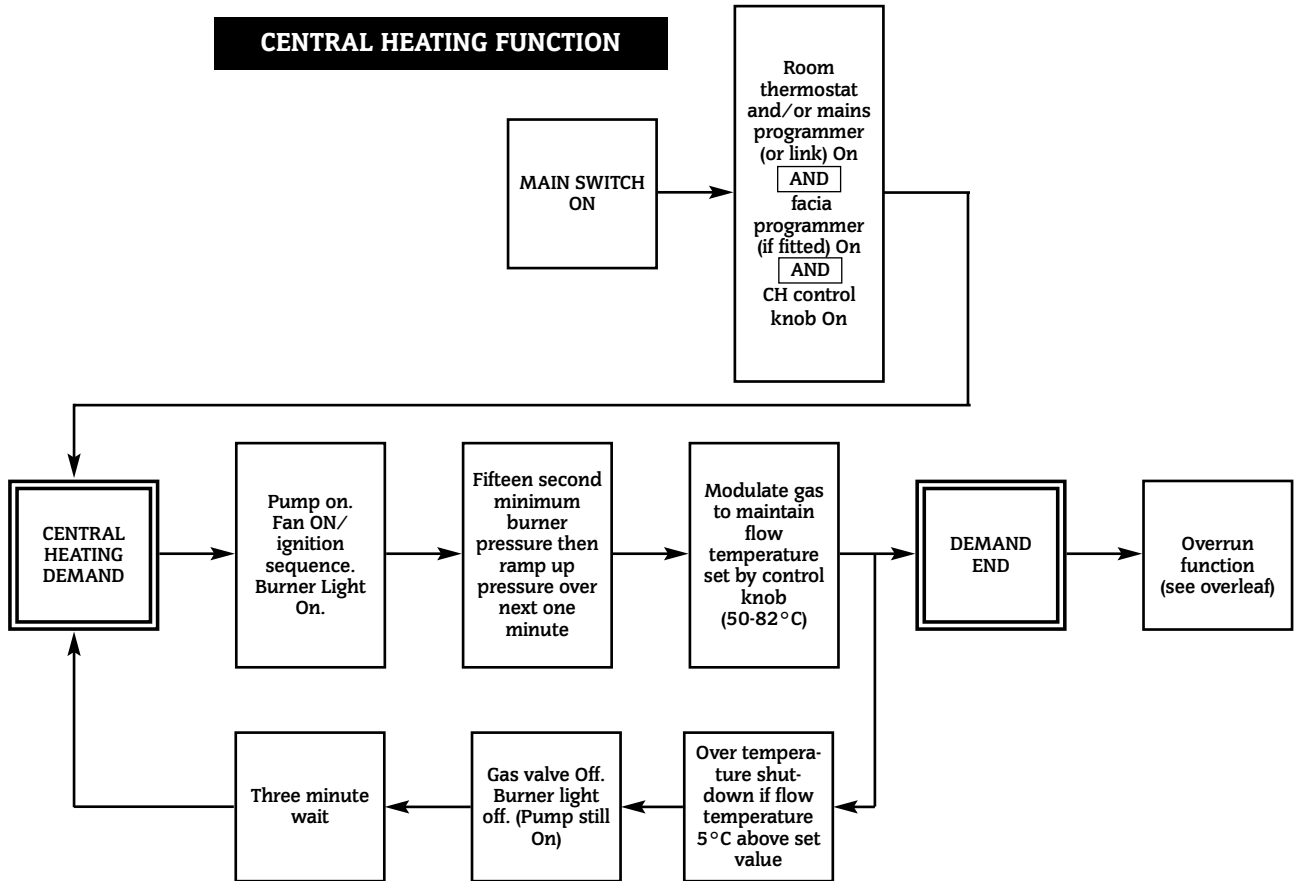 CENTRAL HEATING FUNCTION
MAIN SWITCH
ON
Room
thermostat
and/or mains
programmer
(or link) On
AND
facia
programmer
(if fitted) On
AND
CH control
knob On
CENTRAL
HEATING
DEMAND
Pump on.
Fan ON/
ignition
sequence.
Burner Light
On.
Fifteen second
minimum
burner
pressure then
ramp up
pressure over
next one
minute
Modulate gas
to maintain
flow
temperature
set by control
knob
(50-82°C)
DEMAND
END
Overrun
function
(see overleaf)
Three minute
wait
Gas valve Off.
Burner light
off. (Pump still
On)
Over tempera-
ture shut-
down if flow
temperature
5°C above set
value